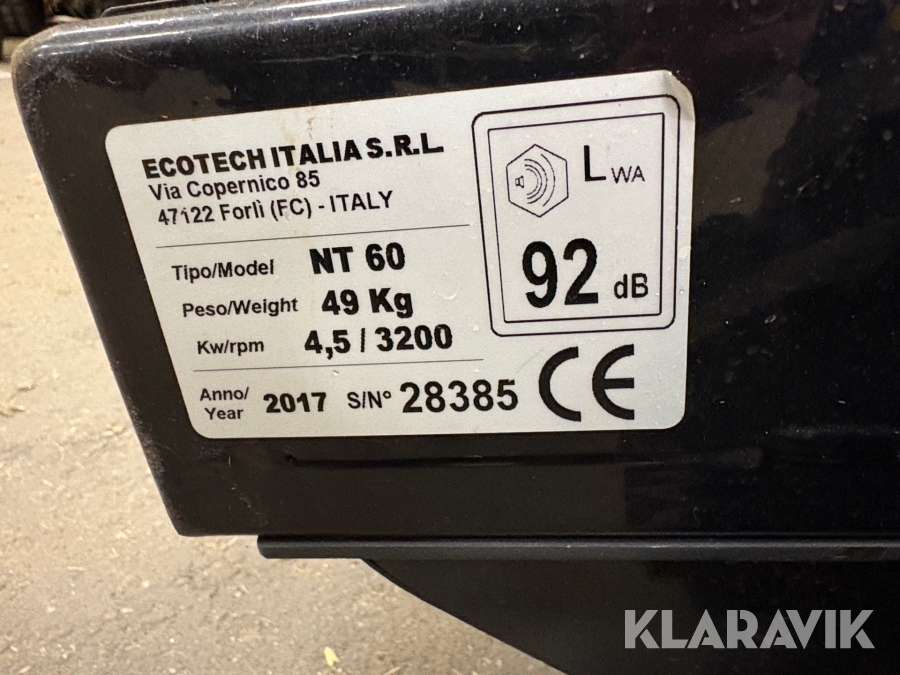 ECOTECH ITALIA S.R.L.
Via Copernico 85
47122 Forlì (FC) - ITALY
Tipo/Model NT 60
Peso/Weight 49 Kg
Kw/rpm 4,5 / 3200
Anno/
Year 2017 S/N° 28385
LWA
92 dB
CE
KLARAVIK